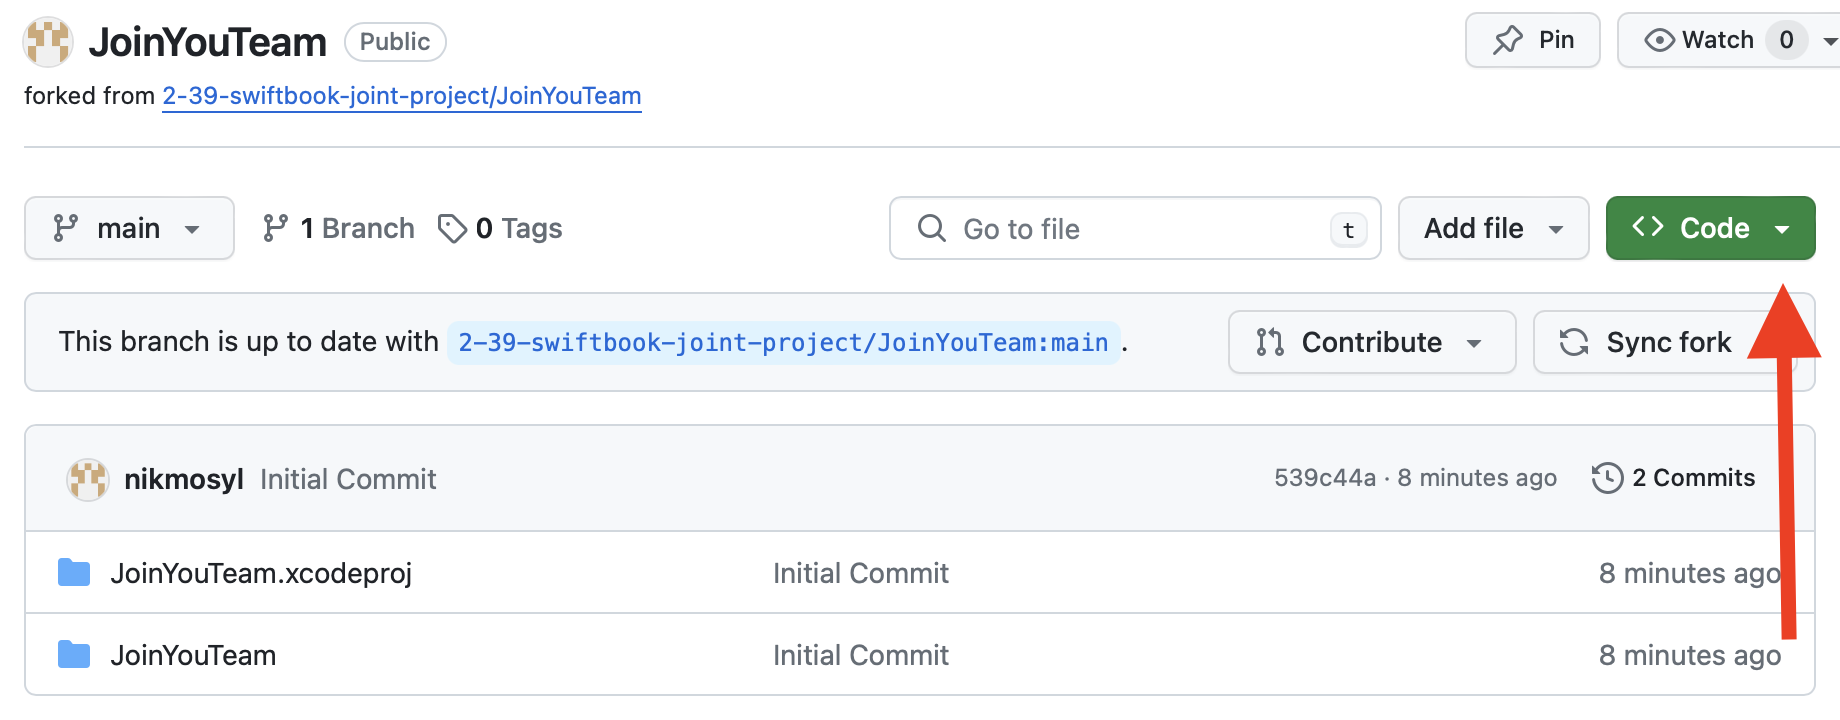 JoinYouTeam Public Pin Watch 0
forked from 2-39-swiftbook-joint-project/JoinYouTeam
main 1 Branch 0 Tags Go to file t Add file <> Code
This branch is up to date with 2-39-swiftbook-joint-project/JoinYouTeam:main . Contribute Sync fork
nikmosyl Initial Commit 539c44a · 8 minutes ago 2 Commits
JoinYouTeam.xcodeproj Initial Commit 8 minutes ago
JoinYouTeam Initial Commit 8 minutes ago